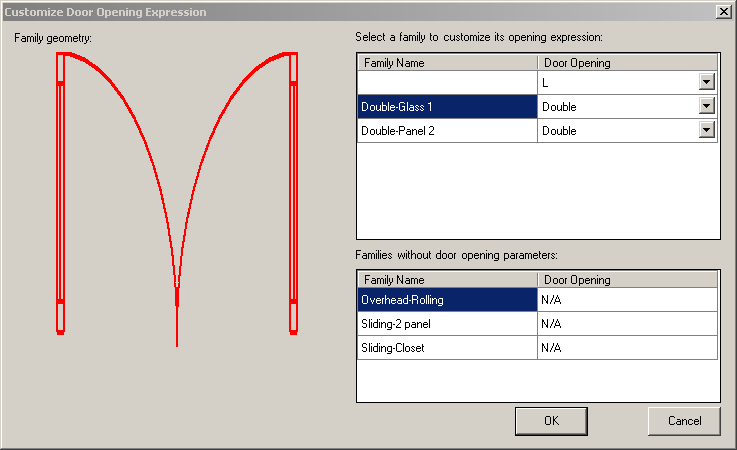 Customize Door Opening Expression
Family geometry:
Select a family to customize its opening expression:
Family Name Door Opening
L
Double-Glass 1 Double
Double-Panel 2 Double
Families without door opening parameters:
Family Name Door Opening
Overhead-Rolling N/A
Sliding-2 panel N/A
Sliding-Closet N/A
OK Cancel